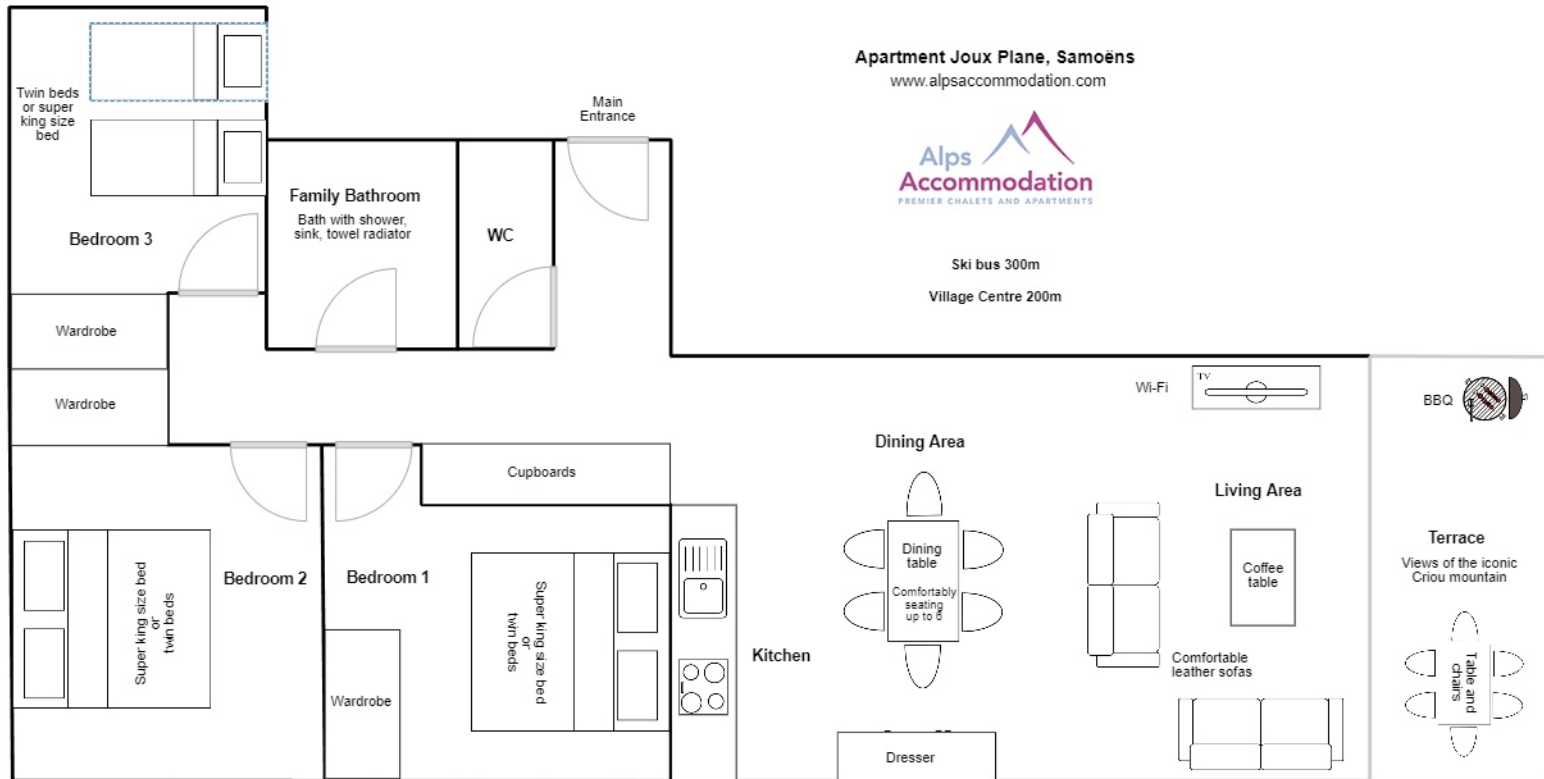 Apartment Joux Plane, Samoëns
www.alpsaccommodation.com
Alps
Accommodation
PREMIER CHALETS AND APARTMENTS
Ski bus 300m
Village Centre 200m
Twin beds
or super
king size
bed
Bedroom 3
Main
Entrance
Family Bathroom
Bath with shower,
sink, towel radiator
WC
Wardrobe
Wardrobe
Cupboards
Super king size bed
or
twin beds
Bedroom 2
Bedroom 1
Super king size bed
or
twin beds
Wardrobe
Kitchen
Dining Area
Dining
table
Comfortably
seating
up to 6
Dresser
Wi-Fi
TV
Living Area
Coffee
table
Comfortable
leather sofas
BBQ
Terrace
Views of the iconic
Criou mountain
Table and
chairs